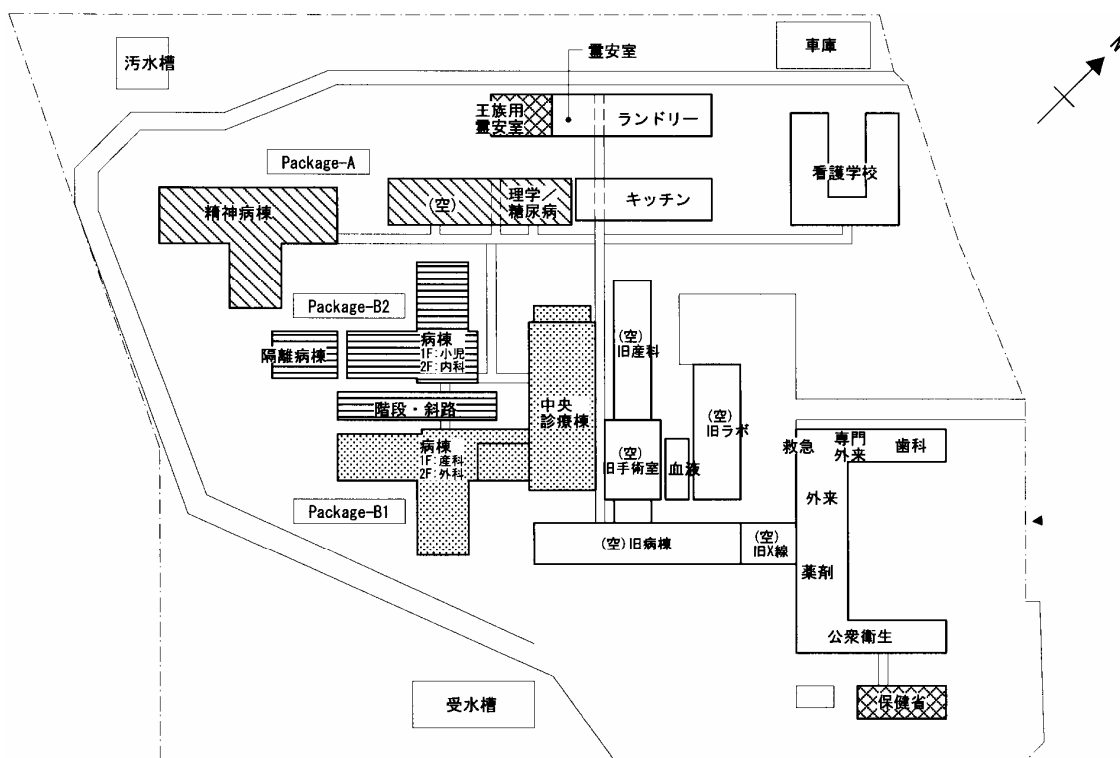 車庫
N
汚水槽
霊安室
王族用
霊安室
ランドリー
Package-A
看護学校
精神病棟
(空)
理学／
糖尿病
キッチン
Package-B2
(空)
旧産科
隔離病棟
病棟
1F:小児
2F:内科
階段・斜路
中央
診療棟
(空)
旧ラボ
病棟
1F:産科
2F:外科
(空)
旧手術室
血液
救急
専門
外来
歯科
外来
Package-B1
(空)旧病棟
(空)
旧X線
薬剤
公衆衛生
受水槽
保健省